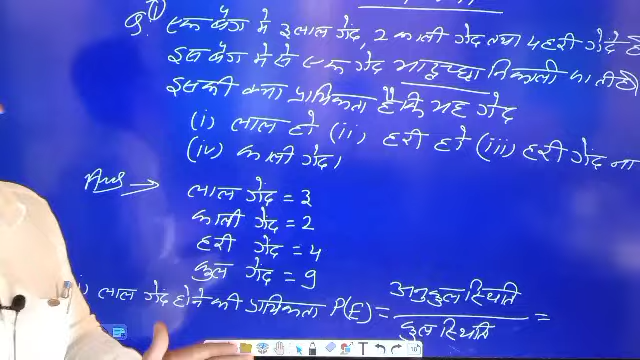 Q. (i) एक बैग में 3 लाल गेंद, 2 काली गेंद तथा 4 हरी गेंदे है
इस बैग में से एक गेंद यादृच्छया निकाली जाती है।
इसकी क्या प्रायिकता है कि यह गेंद
(i) लाल हो (ii) हरी हो (iii) हरी गेंद ना
(iv) काली गेंद।
Ans →
लाल गेंद = 3
काली गेंद = 2
हरी गेंद = 4
कुल गेंद = 9
i) लाल गेंद होने की प्रायिकता P(E) = अनुकूल स्थिति / कुल स्थिति =